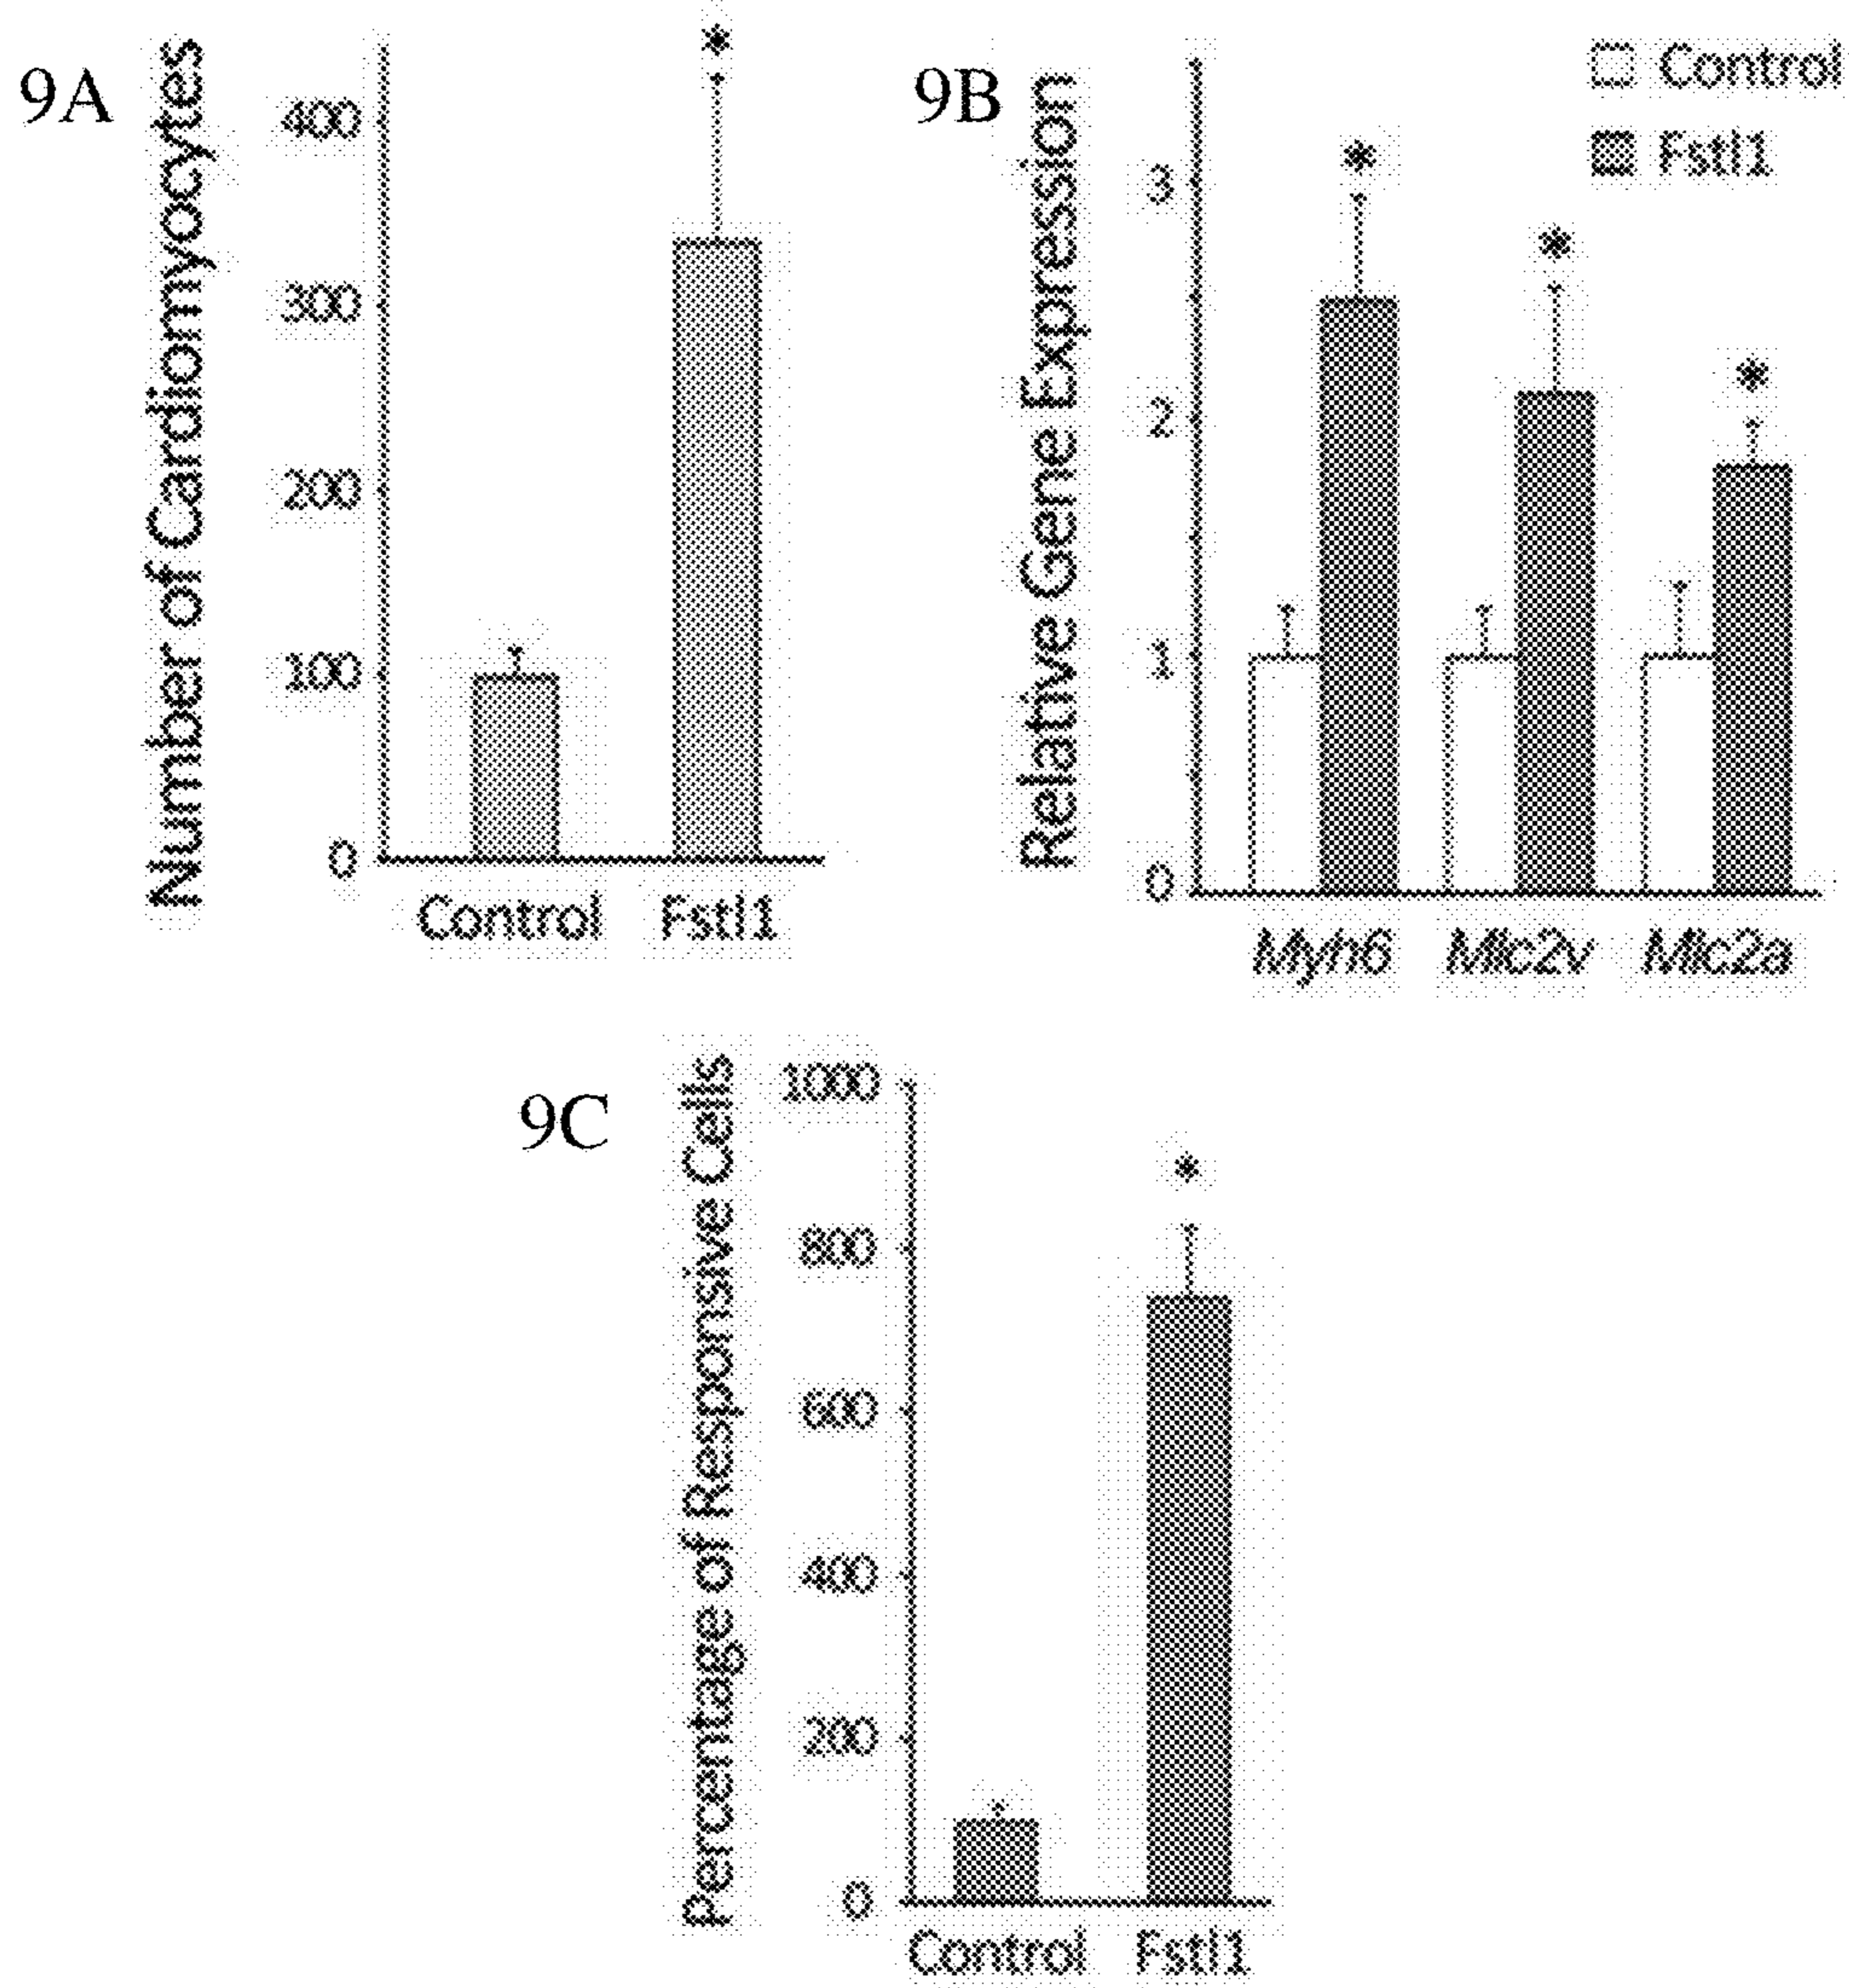 9A
Number of Cardiomyocytes
400
300
200
100
0
Control Fstl1
*
9B
Relative Gene Expression
3
2
1
0
Control
Fstl1
*
*
*
Myh6 Mlc2v Mlc2a
9C
Percentage of Responsive Cells
1000
800
600
400
200
0
*
Control Fstl1